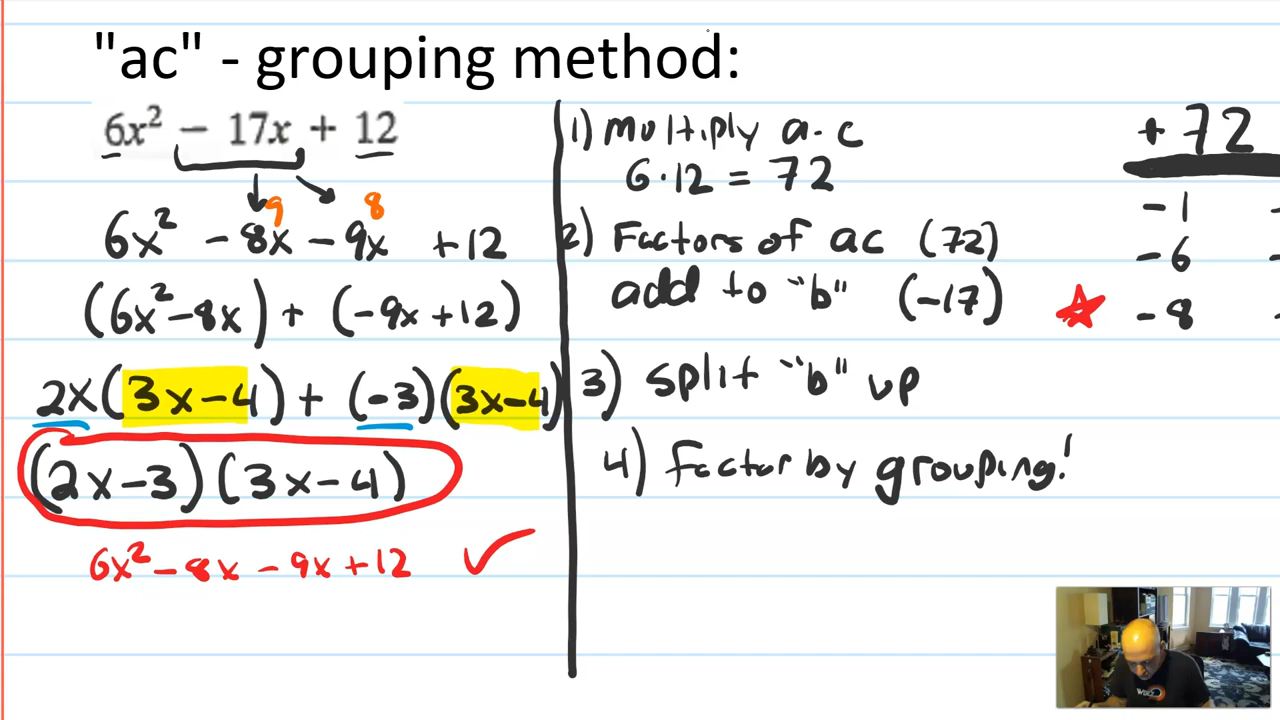 "ac" - grouping method:
6x² − 17x + 12
9 8
6x² - 8x - 9x + 12
(6x² - 8x) + (-9x + 12)
2x(3x-4) + (-3)(3x-4)
(2x-3)(3x-4)
6x² - 8x - 9x + 12 ✓
1) multiply a·c
6·12 = 72
2) Factors of ac (72)
add to "b" (-17)
3) split "b" up
4) factor by grouping!
+72
-1 -
-6 -
-8 -